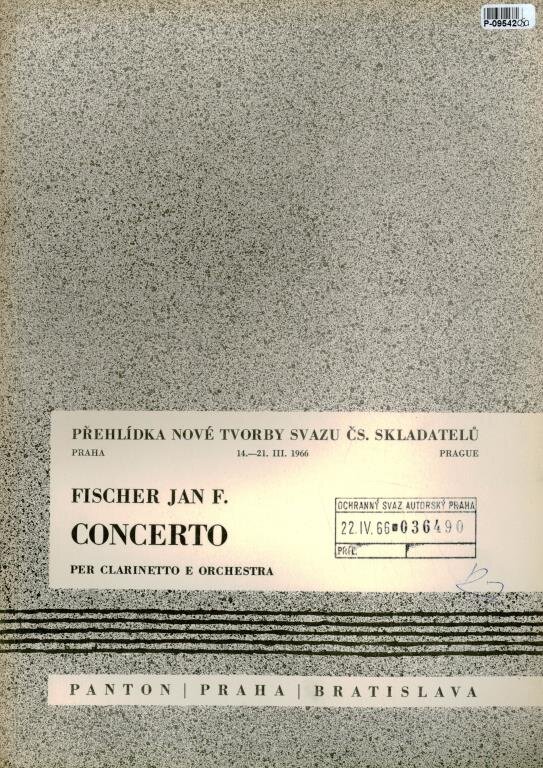 P-0954200
PŘEHLÍDKA NOVÉ TVORBY SVAZU ČS. SKLADATELŮ
PRAHA 14.—21. III. 1966 PRAGUE
FISCHER JAN F.
CONCERTO
PER CLARINETTO E ORCHESTRA
OCHRANNÝ SVAZ AUTORSKÝ PRAHA
22. IV. 66 036490
PŘÍL.
PANTON | PRAHA | BRATISLAVA